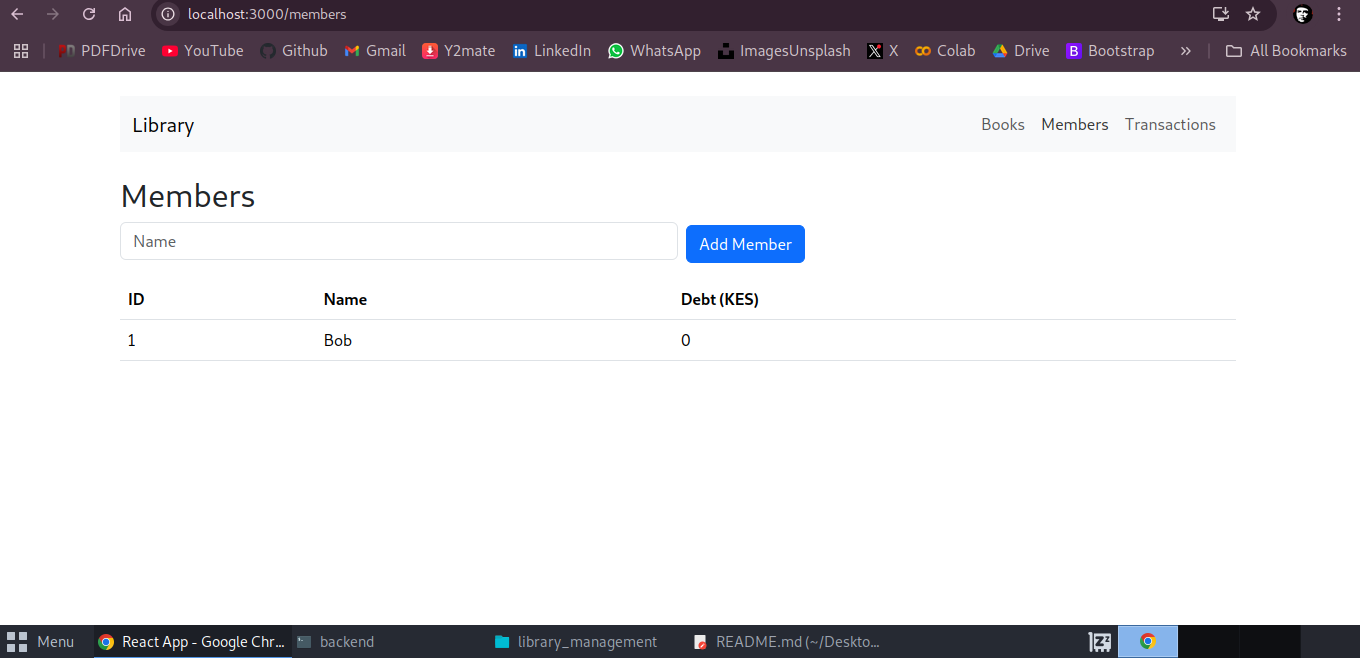 localhost:3000/members
PDFDrive YouTube Github Gmail Y2mate LinkedIn WhatsApp ImagesUnsplash X Colab Drive Bootstrap » All Bookmarks
Library Books Members Transactions
Members
Name Add Member
ID Name Debt (KES)
1 Bob 0
Menu React App - Google Chr... backend library_management README.md (~/Deskto...